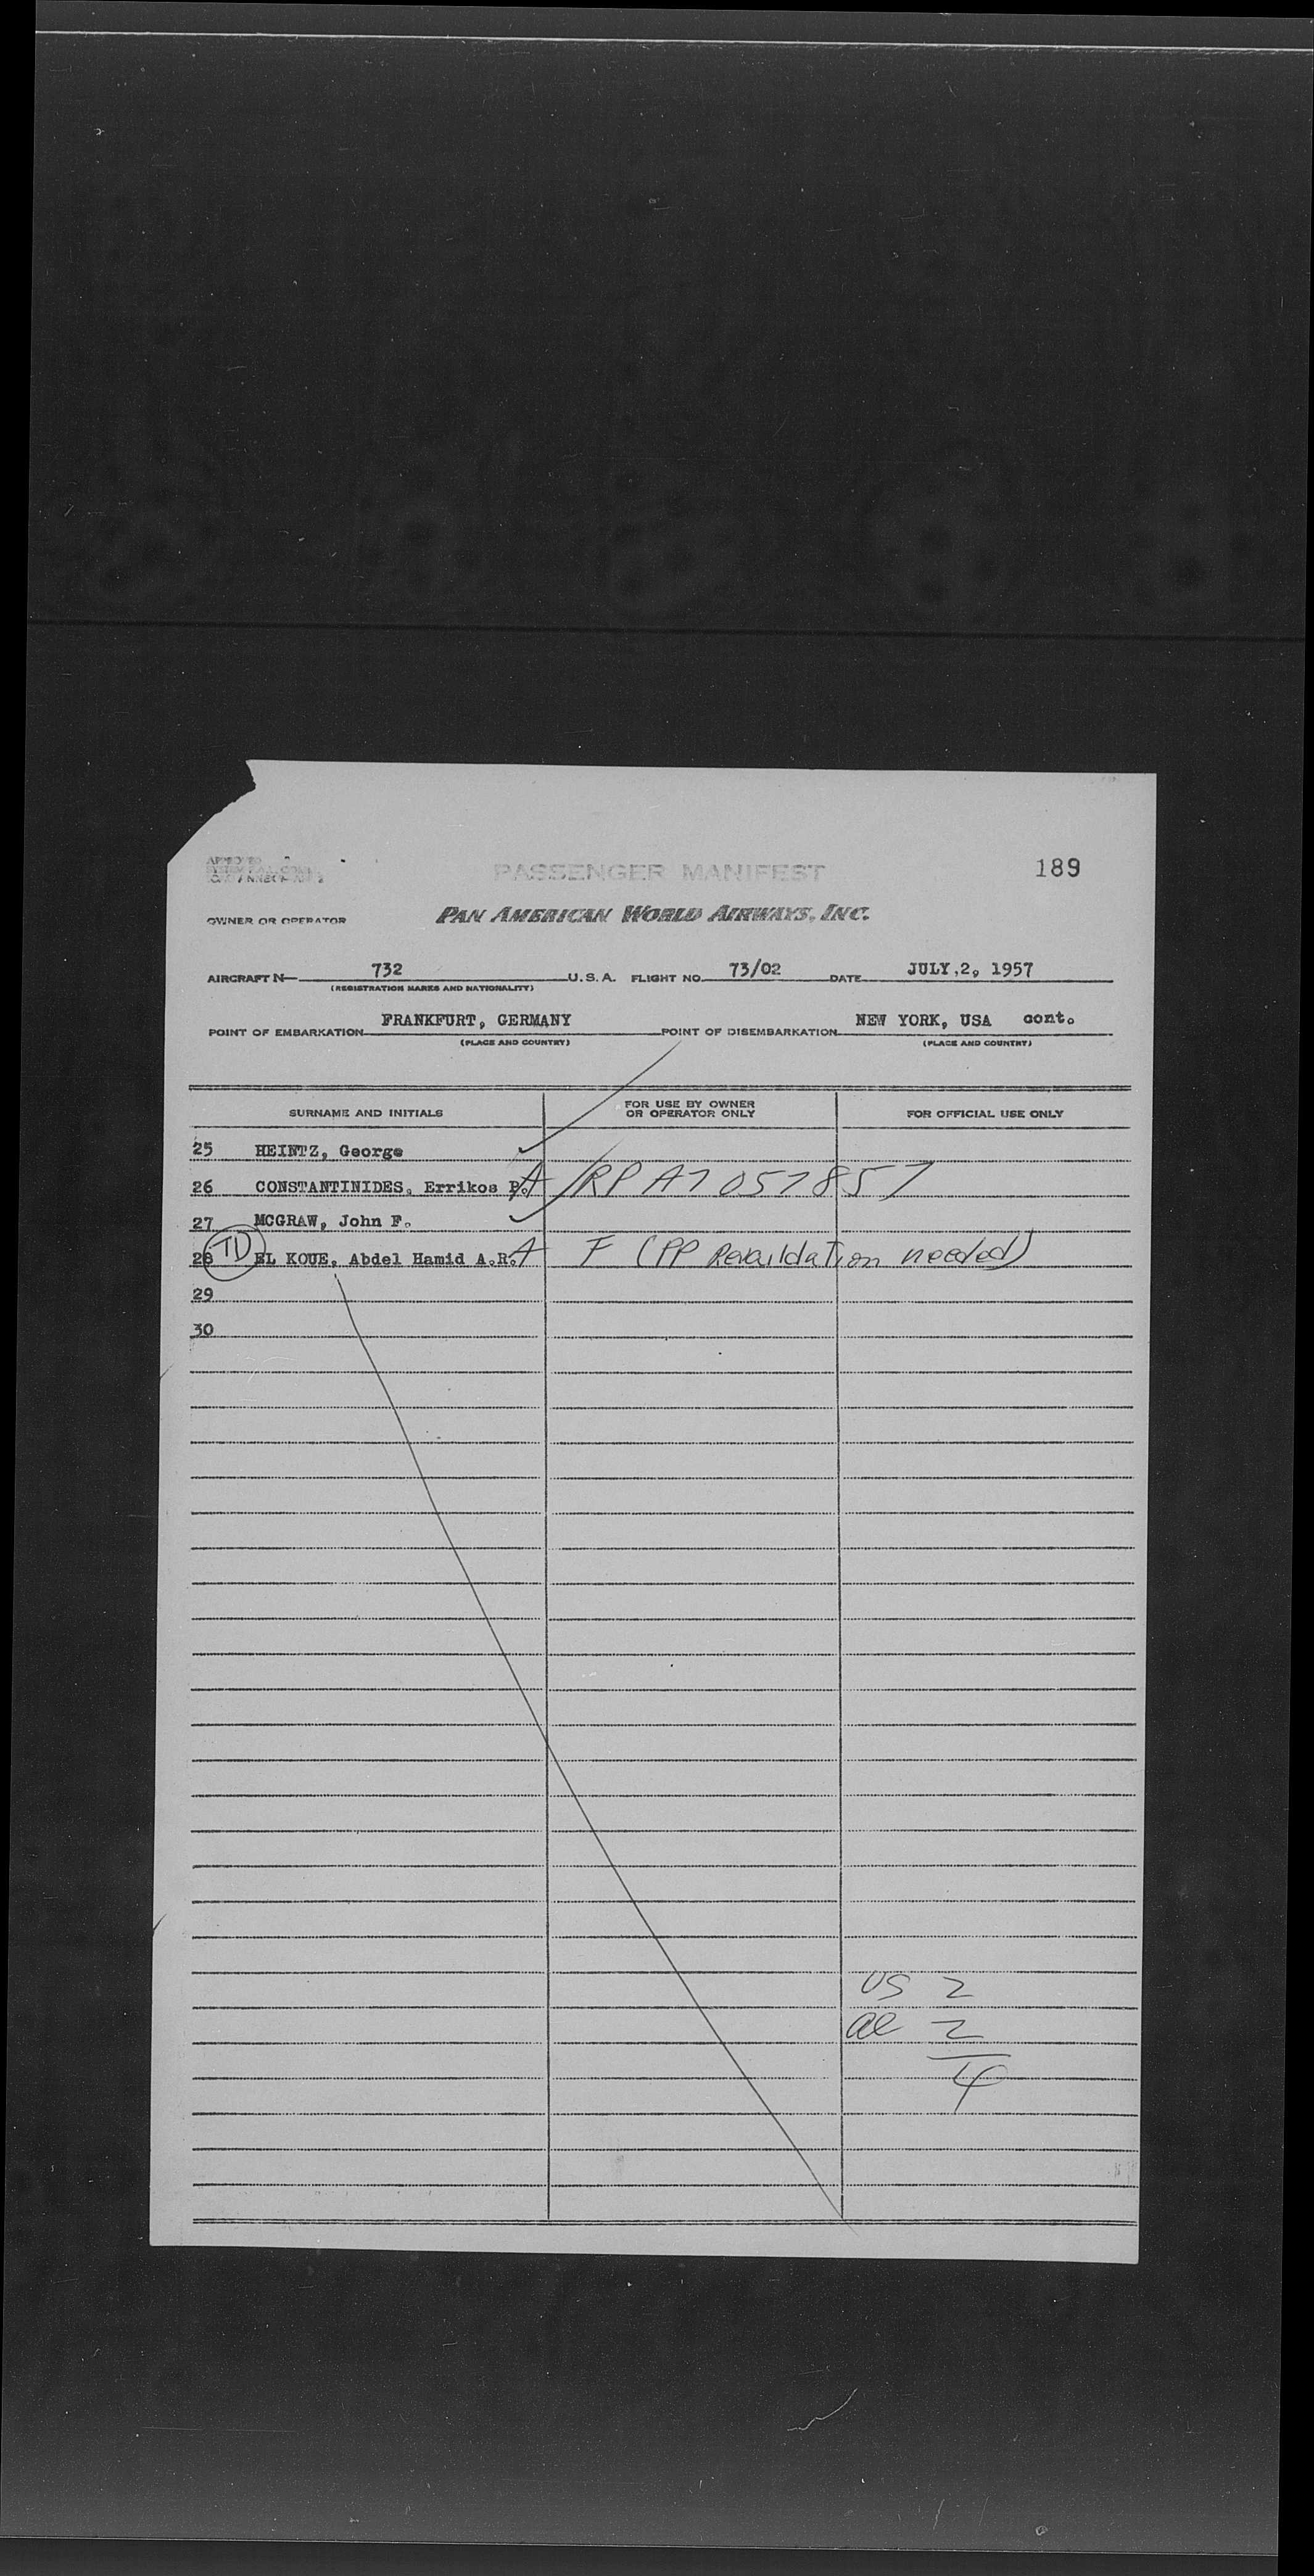 PASSENGER MANIFEST
189
OWNER OR OPERATOR PAN AMERICAN WORLD AIRWAYS, INC.
AIRCRAFT N 732 U.S.A. FLIGHT NO. 73/02 DATE JULY,2, 1957
(REGISTRATION MARKS AND NATIONALITY)
POINT OF EMBARKATION FRANKFURT, GERMANY POINT OF DISEMBARKATION NEW YORK, USA cont.
(PLACE AND COUNTRY) (PLACE AND COUNTRY)
SURNAME AND INITIALS FOR USE BY OWNER OR OPERATOR ONLY FOR OFFICIAL USE ONLY
25 HEINTZ, George
26 CONSTANTINIDES, Errikos P. A RP A7 057 857
27 MCGRAW, John F.
28 TD EL KOUE, Abdel Hamid A.R. A F (PP Revaildation needed)
29
30
US 2
al 2
4